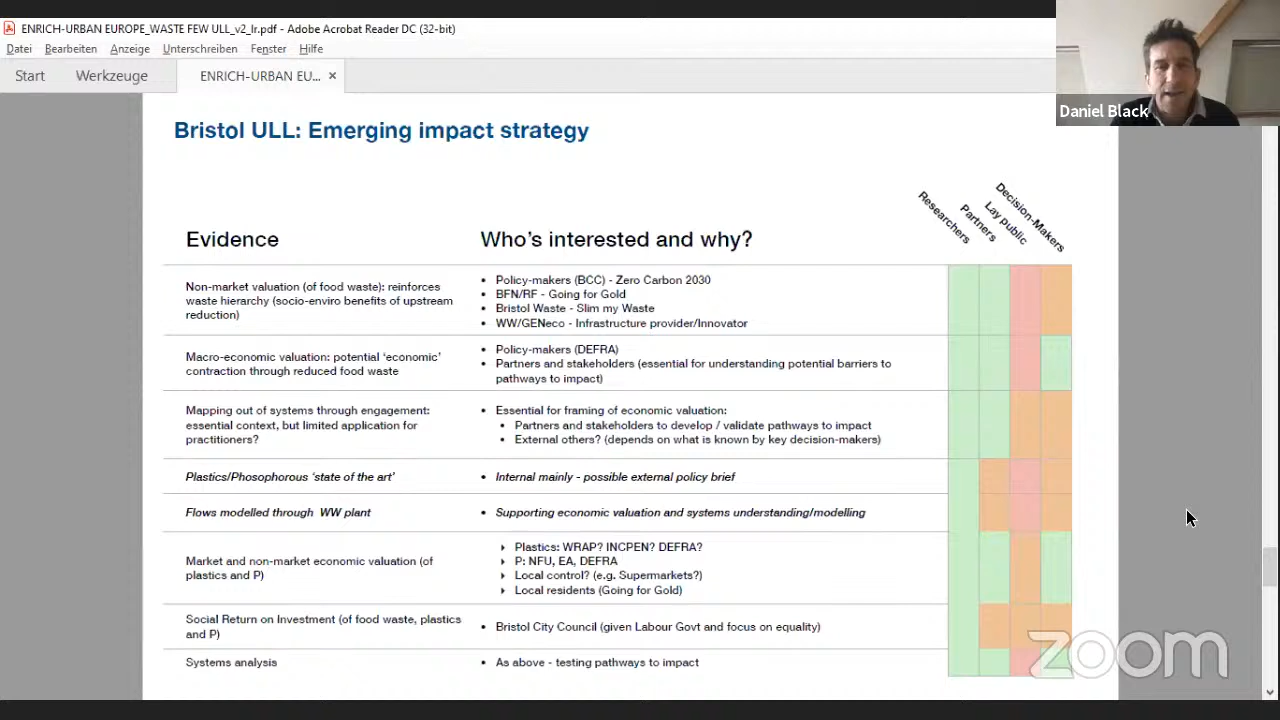 ENRICH-URBAN EUROPE_WASTE FEW ULL_v2_lr.pdf - Adobe Acrobat Reader DC (32-bit)
Datei Bearbeiten Anzeige Unterschreiben Fenster Hilfe
Start Werkzeuge ENRICH-URBAN EU... ×
Daniel Black
Bristol ULL: Emerging impact strategy
Researchers
Partners
Lay public
Decision-Makers
Evidence
Who's interested and why?
Non-market valuation (of food waste): reinforces
waste hierarchy (socio-enviro benefits of upstream
reduction)
• Policy-makers (BCC) - Zero Carbon 2030
• BFN/RF - Going for Gold
• Bristol Waste - Slim my Waste
• WW/GENeco - Infrastructure provider/Innovator
Macro-economic valuation: potential 'economic'
contraction through reduced food waste
• Policy-makers (DEFRA)
• Partners and stakeholders (essential for understanding potential barriers to
pathways to impact)
Mapping out of systems through engagement:
essential context, but limited application for
practitioners?
• Essential for framing of economic valuation:
• Partners and stakeholders to develop / validate pathways to impact
• External others? (depends on what is known by key decision-makers)
Plastics/Phosophorous 'state of the art'
• Internal mainly - possible external policy brief
Flows modelled through WW plant
• Supporting economic valuation and systems understanding/modelling
Market and non-market economic valuation (of
plastics and P)
Plastics: WRAP? INCPEN? DEFRA?
P: NFU, EA, DEFRA
Local control? (e.g. Supermarkets?)
Local residents (Going for Gold)
Social Return on Investment (of food waste, plastics
and P)
• Bristol City Council (given Labour Govt and focus on equality)
Systems analysis
• As above - testing pathways to impact
zoom